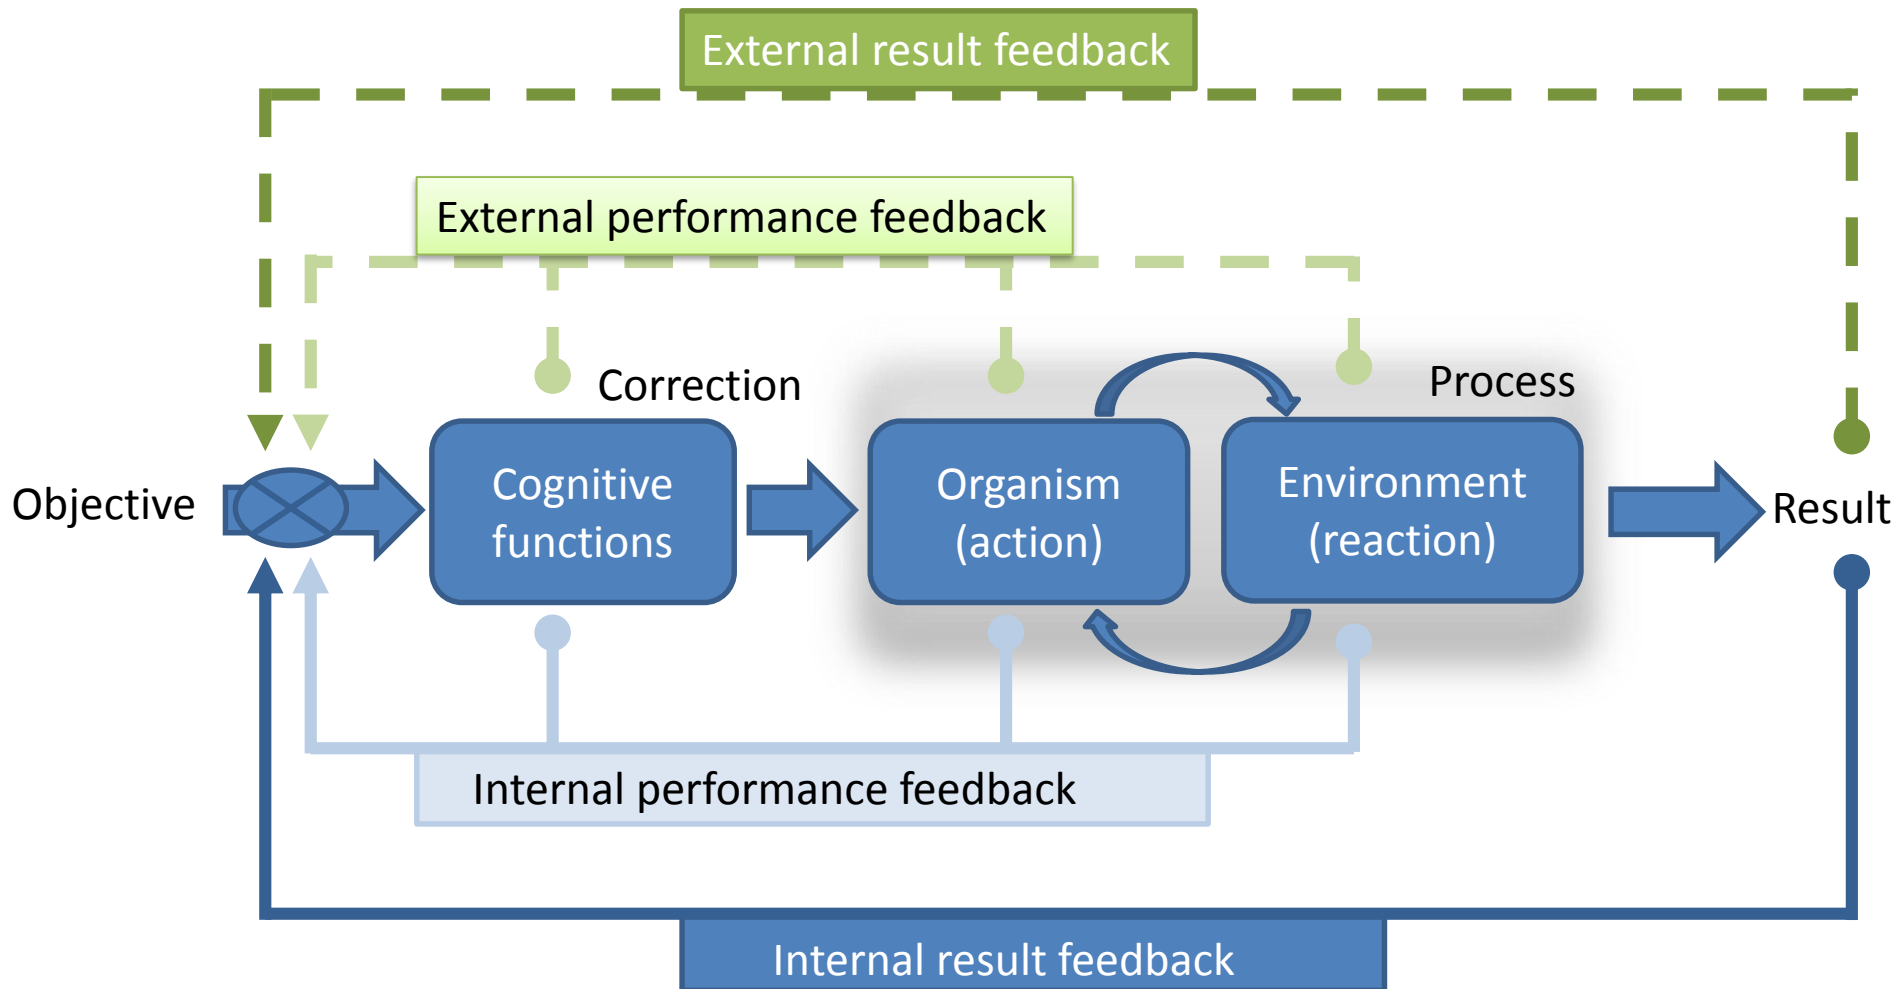 External result feedback
External performance feedback
Correction
Process
Objective
Cognitive
functions
Organism
(action)
Environment
(reaction)
Result
Internal performance feedback
Internal result feedback